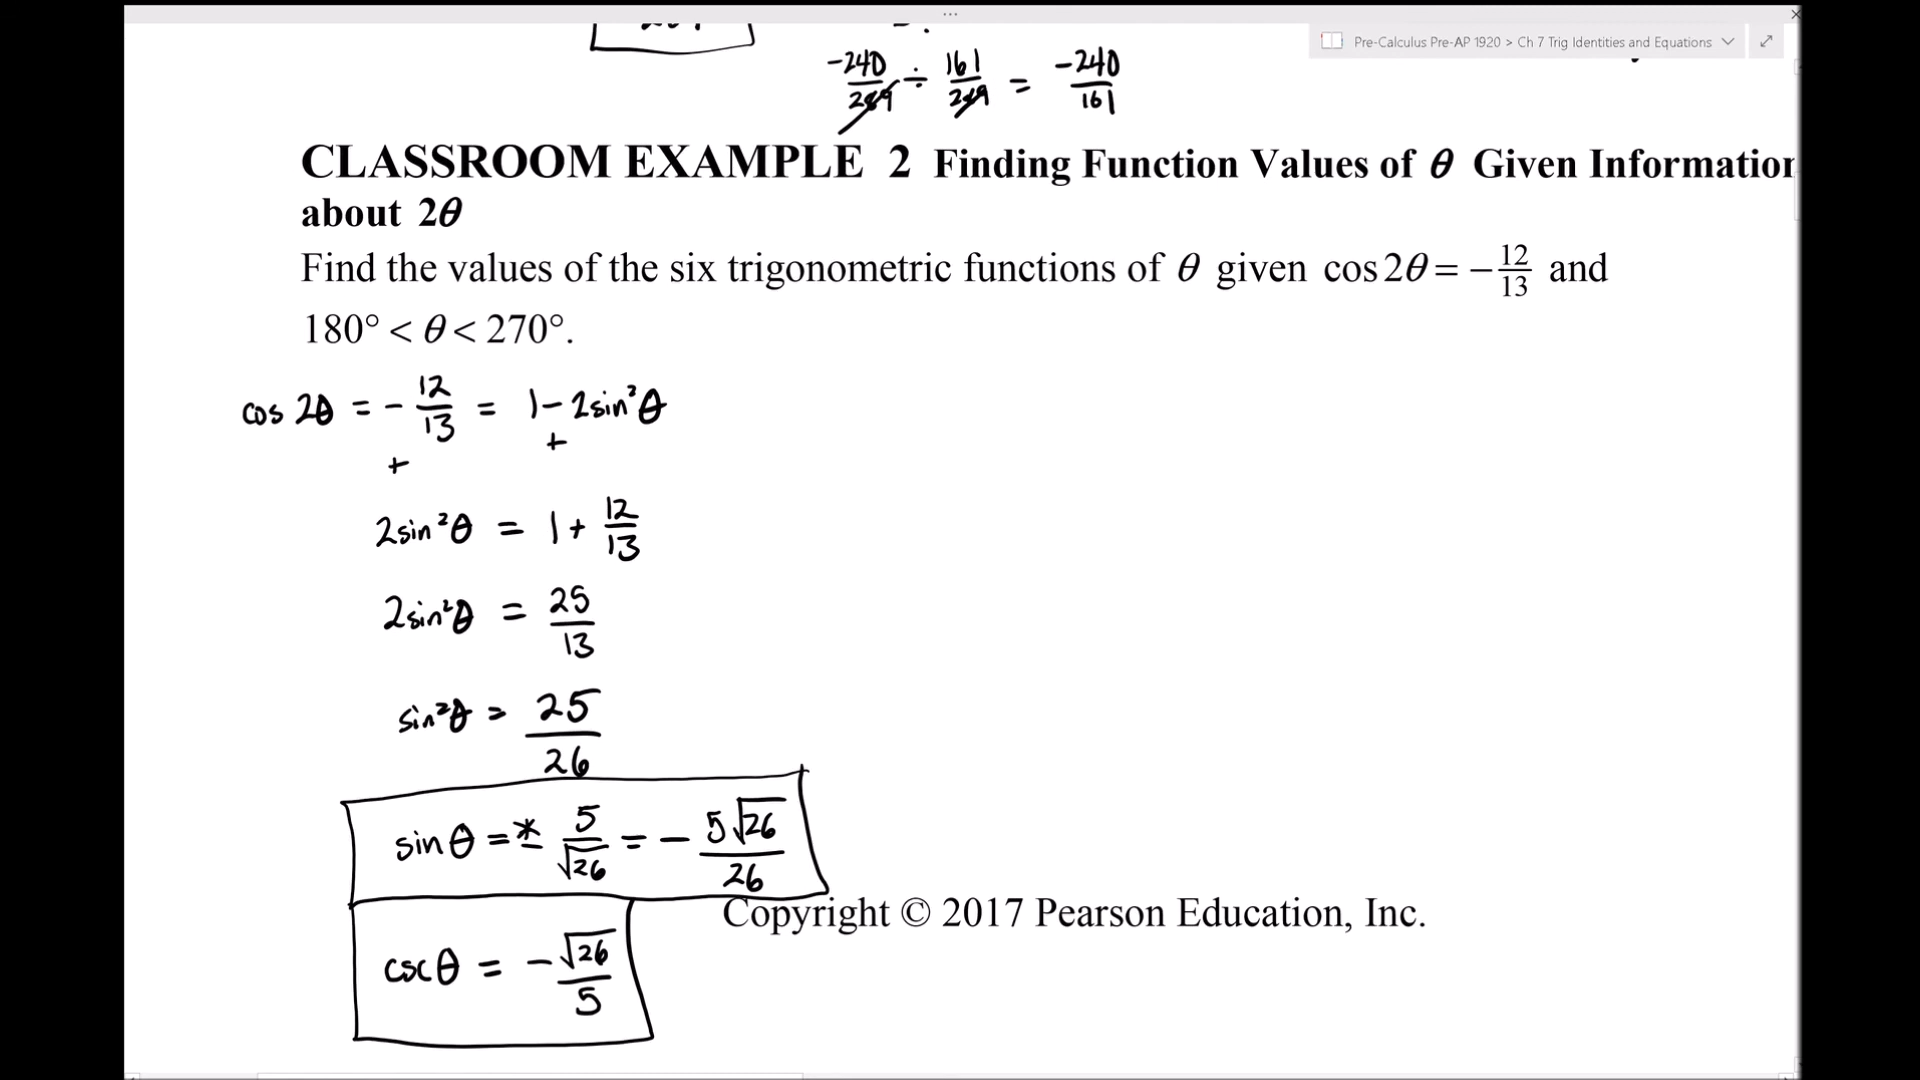 Pre-Calculus Pre-AP 1920 > Ch 7 Trig Identities and Equations
-240/289 ÷ 161/289 = -240/161
CLASSROOM EXAMPLE 2 Finding Function Values of θ Given Information
about 2θ
Find the values of the six trigonometric functions of θ given cos2θ = −12/13 and
180° < θ < 270°.
cos 2θ = - 12/13 = 1 - 2sin²θ
+ +
2sin²θ = 1 + 12/13
2sin²θ = 25/13
sin²θ = 25/26
sinθ = ± 5/√26 = - 5√26/26
cscθ = - √26/5
Copyright © 2017 Pearson Education, Inc.